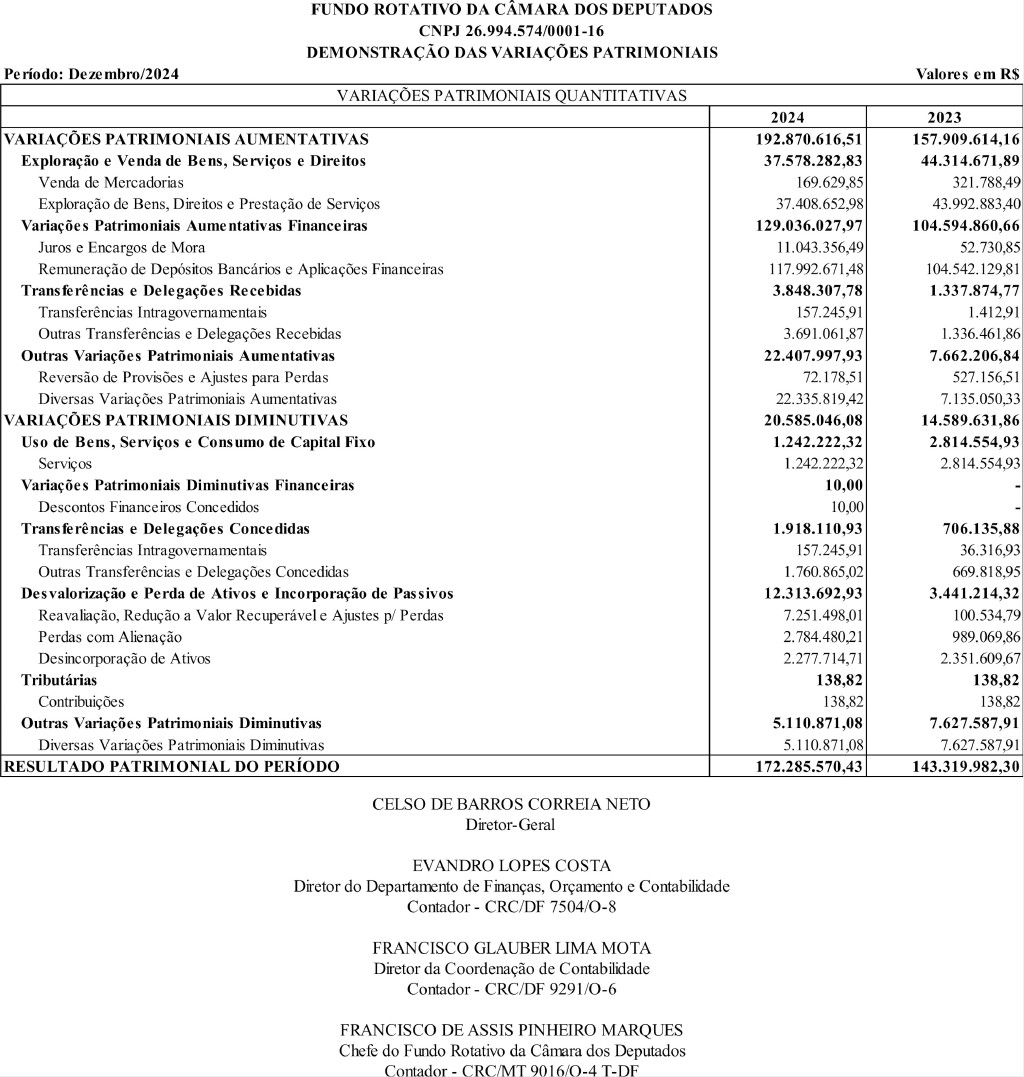 FUNDO ROTATIVO DA CÂMARA DOS DEPUTADOS
CNPJ 26.994.574/0001-16
DEMONSTRAÇÃO DAS VARIAÇÕES PATRIMONIAIS
Período: Dezembro/2024 Valores em R$
VARIAÇÕES PATRIMONIAIS QUANTITATIVAS
2024 2023
VARIAÇÕES PATRIMONIAIS AUMENTATIVAS 192.870.616,51 157.909.614,16
Exploração e Venda de Bens, Serviços e Direitos 37.578.282,83 44.314.671,89
Venda de Mercadorias 169.629,85 321.788,49
Exploração de Bens, Direitos e Prestação de Serviços 37.408.652,98 43.992.883,40
Variações Patrimoniais Aumentativas Financeiras 129.036.027,97 104.594.860,66
Juros e Encargos de Mora 11.043.356,49 52.730,85
Remuneração de Depósitos Bancários e Aplicações Financeiras 117.992.671,48 104.542.129,81
Transferências e Delegações Recebidas 3.848.307,78 1.337.874,77
Transferências Intragovernamentais 157.245,91 1.412,91
Outras Transferências e Delegações Recebidas 3.691.061,87 1.336.461,86
Outras Variações Patrimoniais Aumentativas 22.407.997,93 7.662.206,84
Reversão de Provisões e Ajustes para Perdas 72.178,51 527.156,51
Diversas Variações Patrimoniais Aumentativas 22.335.819,42 7.135.050,33
VARIAÇÕES PATRIMONIAIS DIMINUTIVAS 20.585.046,08 14.589.631,86
Uso de Bens, Serviços e Consumo de Capital Fixo 1.242.222,32 2.814.554,93
Serviços 1.242.222,32 2.814.554,93
Variações Patrimoniais Diminutivas Financeiras 10,00 -
Descontos Financeiros Concedidos 10,00 -
Transferências e Delegações Concedidas 1.918.110,93 706.135,88
Transferências Intragovernamentais 157.245,91 36.316,93
Outras Transferências e Delegações Concedidas 1.760.865,02 669.818,95
Desvalorização e Perda de Ativos e Incorporação de Passivos 12.313.692,93 3.441.214,32
Reavaliação, Redução a Valor Recuperável e Ajustes p/ Perdas 7.251.498,01 100.534,79
Perdas com Alienação 2.784.480,21 989.069,86
Desincorporação de Ativos 2.277.714,71 2.351.609,67
Tributárias 138,82 138,82
Contribuições 138,82 138,82
Outras Variações Patrimoniais Diminutivas 5.110.871,08 7.627.587,91
Diversas Variações Patrimoniais Diminutivas 5.110.871,08 7.627.587,91
RESULTADO PATRIMONIAL DO PERÍODO 172.285.570,43 143.319.982,30
CELSO DE BARROS CORREIA NETO
Diretor-Geral
EVANDRO LOPES COSTA
Diretor do Departamento de Finanças, Orçamento e Contabilidade
Contador - CRC/DF 7504/O-8
FRANCISCO GLAUBER LIMA MOTA
Diretor da Coordenação de Contabilidade
Contador - CRC/DF 9291/O-6
FRANCISCO DE ASSIS PINHEIRO MARQUES
Chefe do Fundo Rotativo da Câmara dos Deputados
Contador - CRC/MT 9016/O-4 T-DF